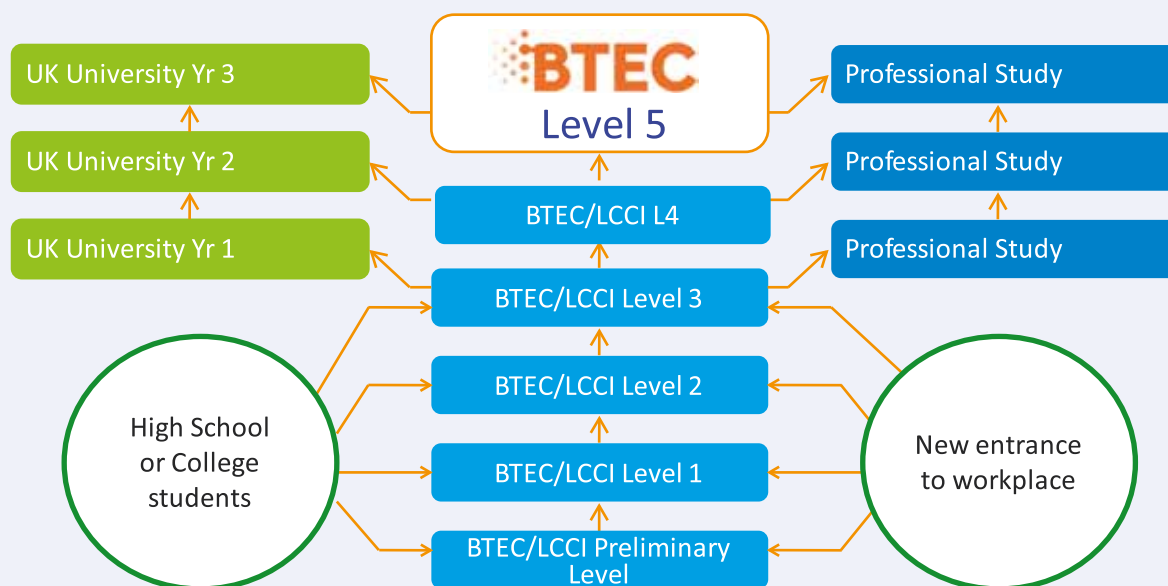 BTEC
Level 5
UK University Yr 3
Professional Study
UK University Yr 2
Professional Study
BTEC/LCCI L4
UK University Yr 1
Professional Study
BTEC/LCCI Level 3
BTEC/LCCI Level 2
High School
or College
students
BTEC/LCCI Level 1
New entrance
to workplace
BTEC/LCCI Preliminary
Level